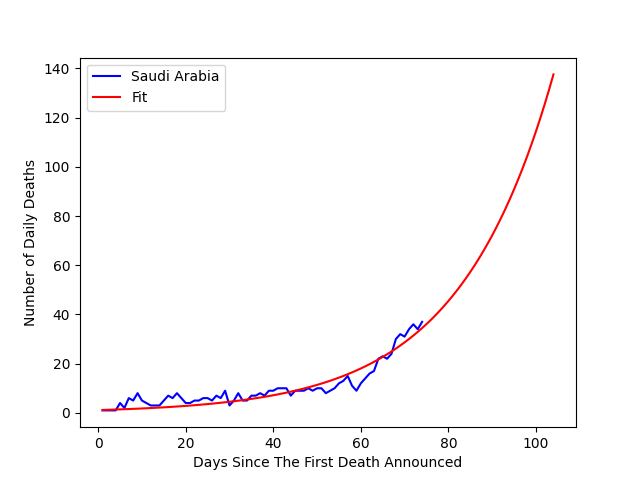 Saudi Arabia
Fit
140
120
100
80
60
40
20
0
Number of Daily Deaths
0 20 40 60 80 100
Days Since The First Death Announced